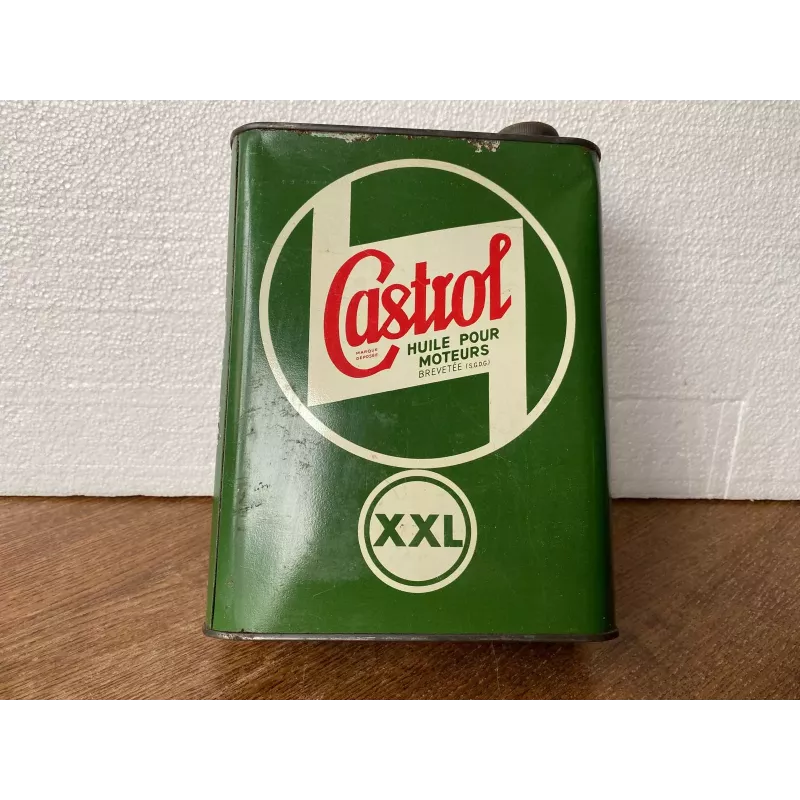 Castrol
MARQUE
DÉPOSÉE
HUILE POUR
MOTEURS
BREVETÉE (S.G.D.G)
XXL